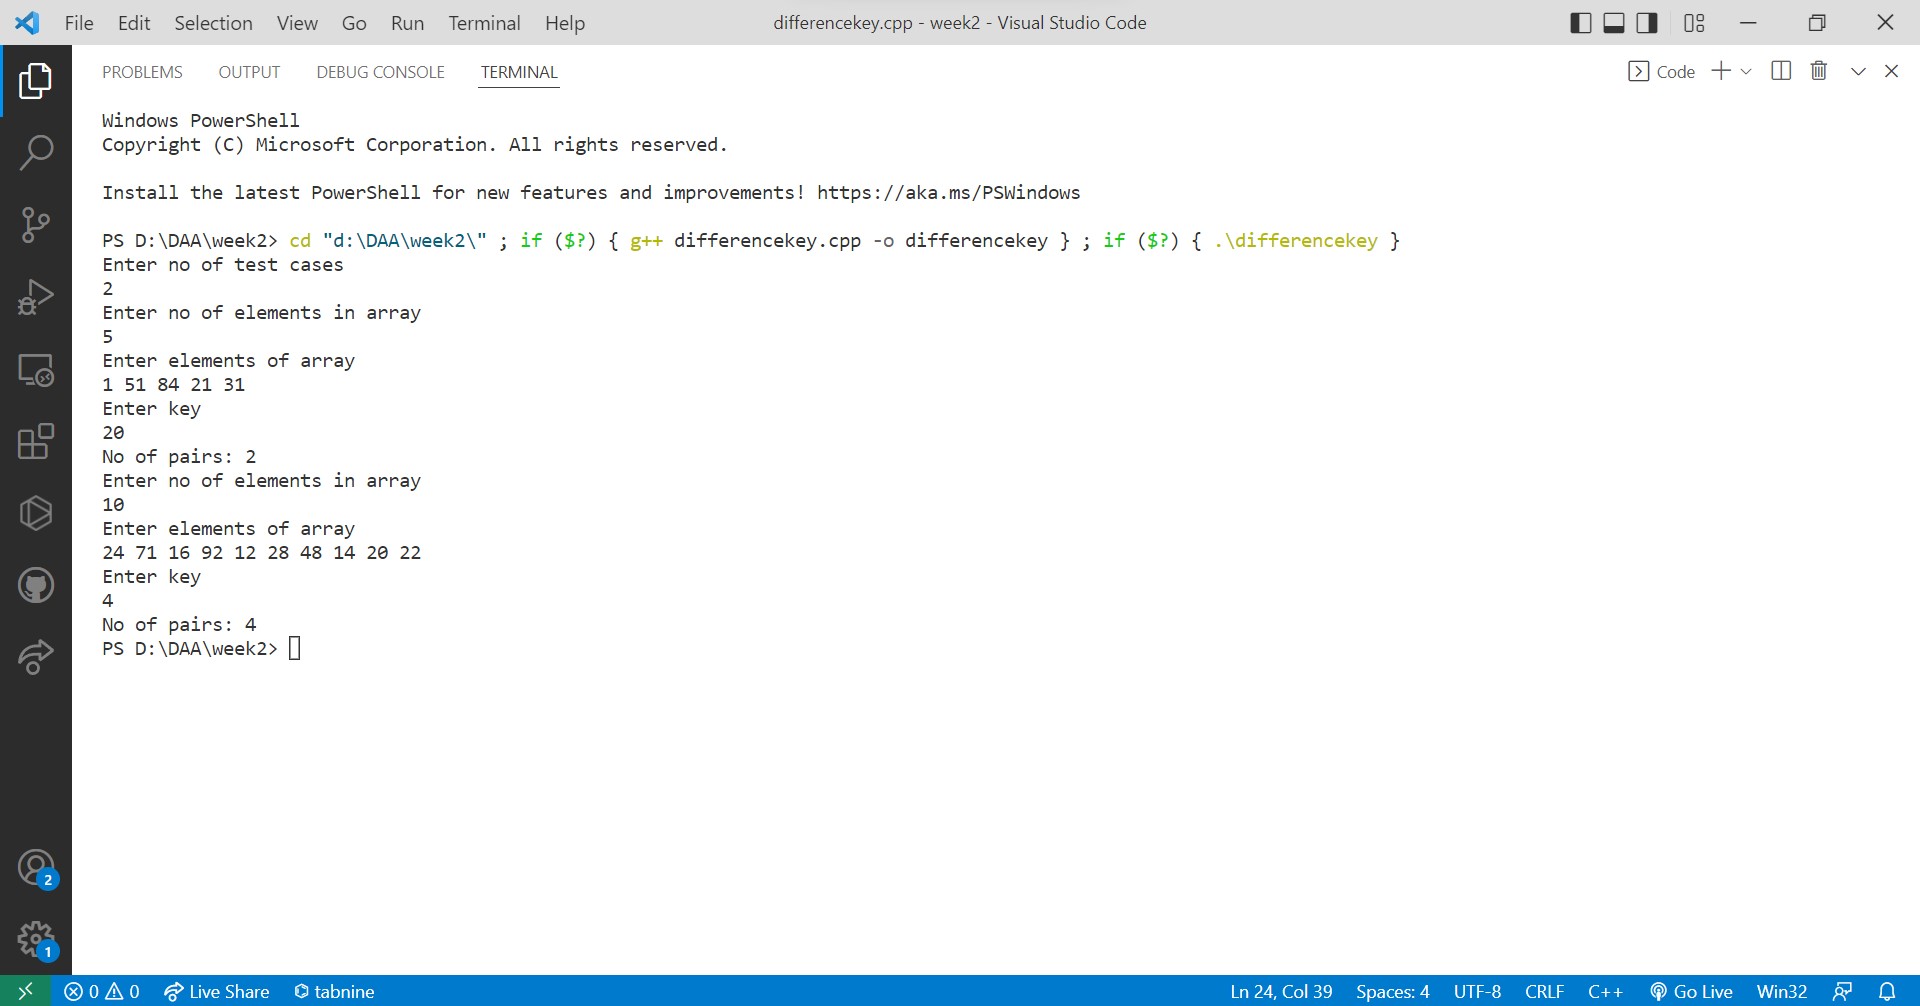 File Edit Selection View Go Run Terminal Help differencekey.cpp - week2 - Visual Studio Code
PROBLEMS OUTPUT DEBUG CONSOLE TERMINAL Code
Windows PowerShell
Copyright (C) Microsoft Corporation. All rights reserved.
Install the latest PowerShell for new features and improvements! https://aka.ms/PSWindows
PS D:\DAA\week2> cd "d:\DAA\week2\" ; if ($?) { g++ differencekey.cpp -o differencekey } ; if ($?) { .\differencekey }
Enter no of test cases
2
Enter no of elements in array
5
Enter elements of array
1 51 84 21 31
Enter key
20
No of pairs: 2
Enter no of elements in array
10
Enter elements of array
24 71 16 92 12 28 48 14 20 22
Enter key
4
No of pairs: 4
PS D:\DAA\week2>
2
1
0 0 Live Share tabnine Ln 24, Col 39 Spaces: 4 UTF-8 CRLF C++ Go Live Win32